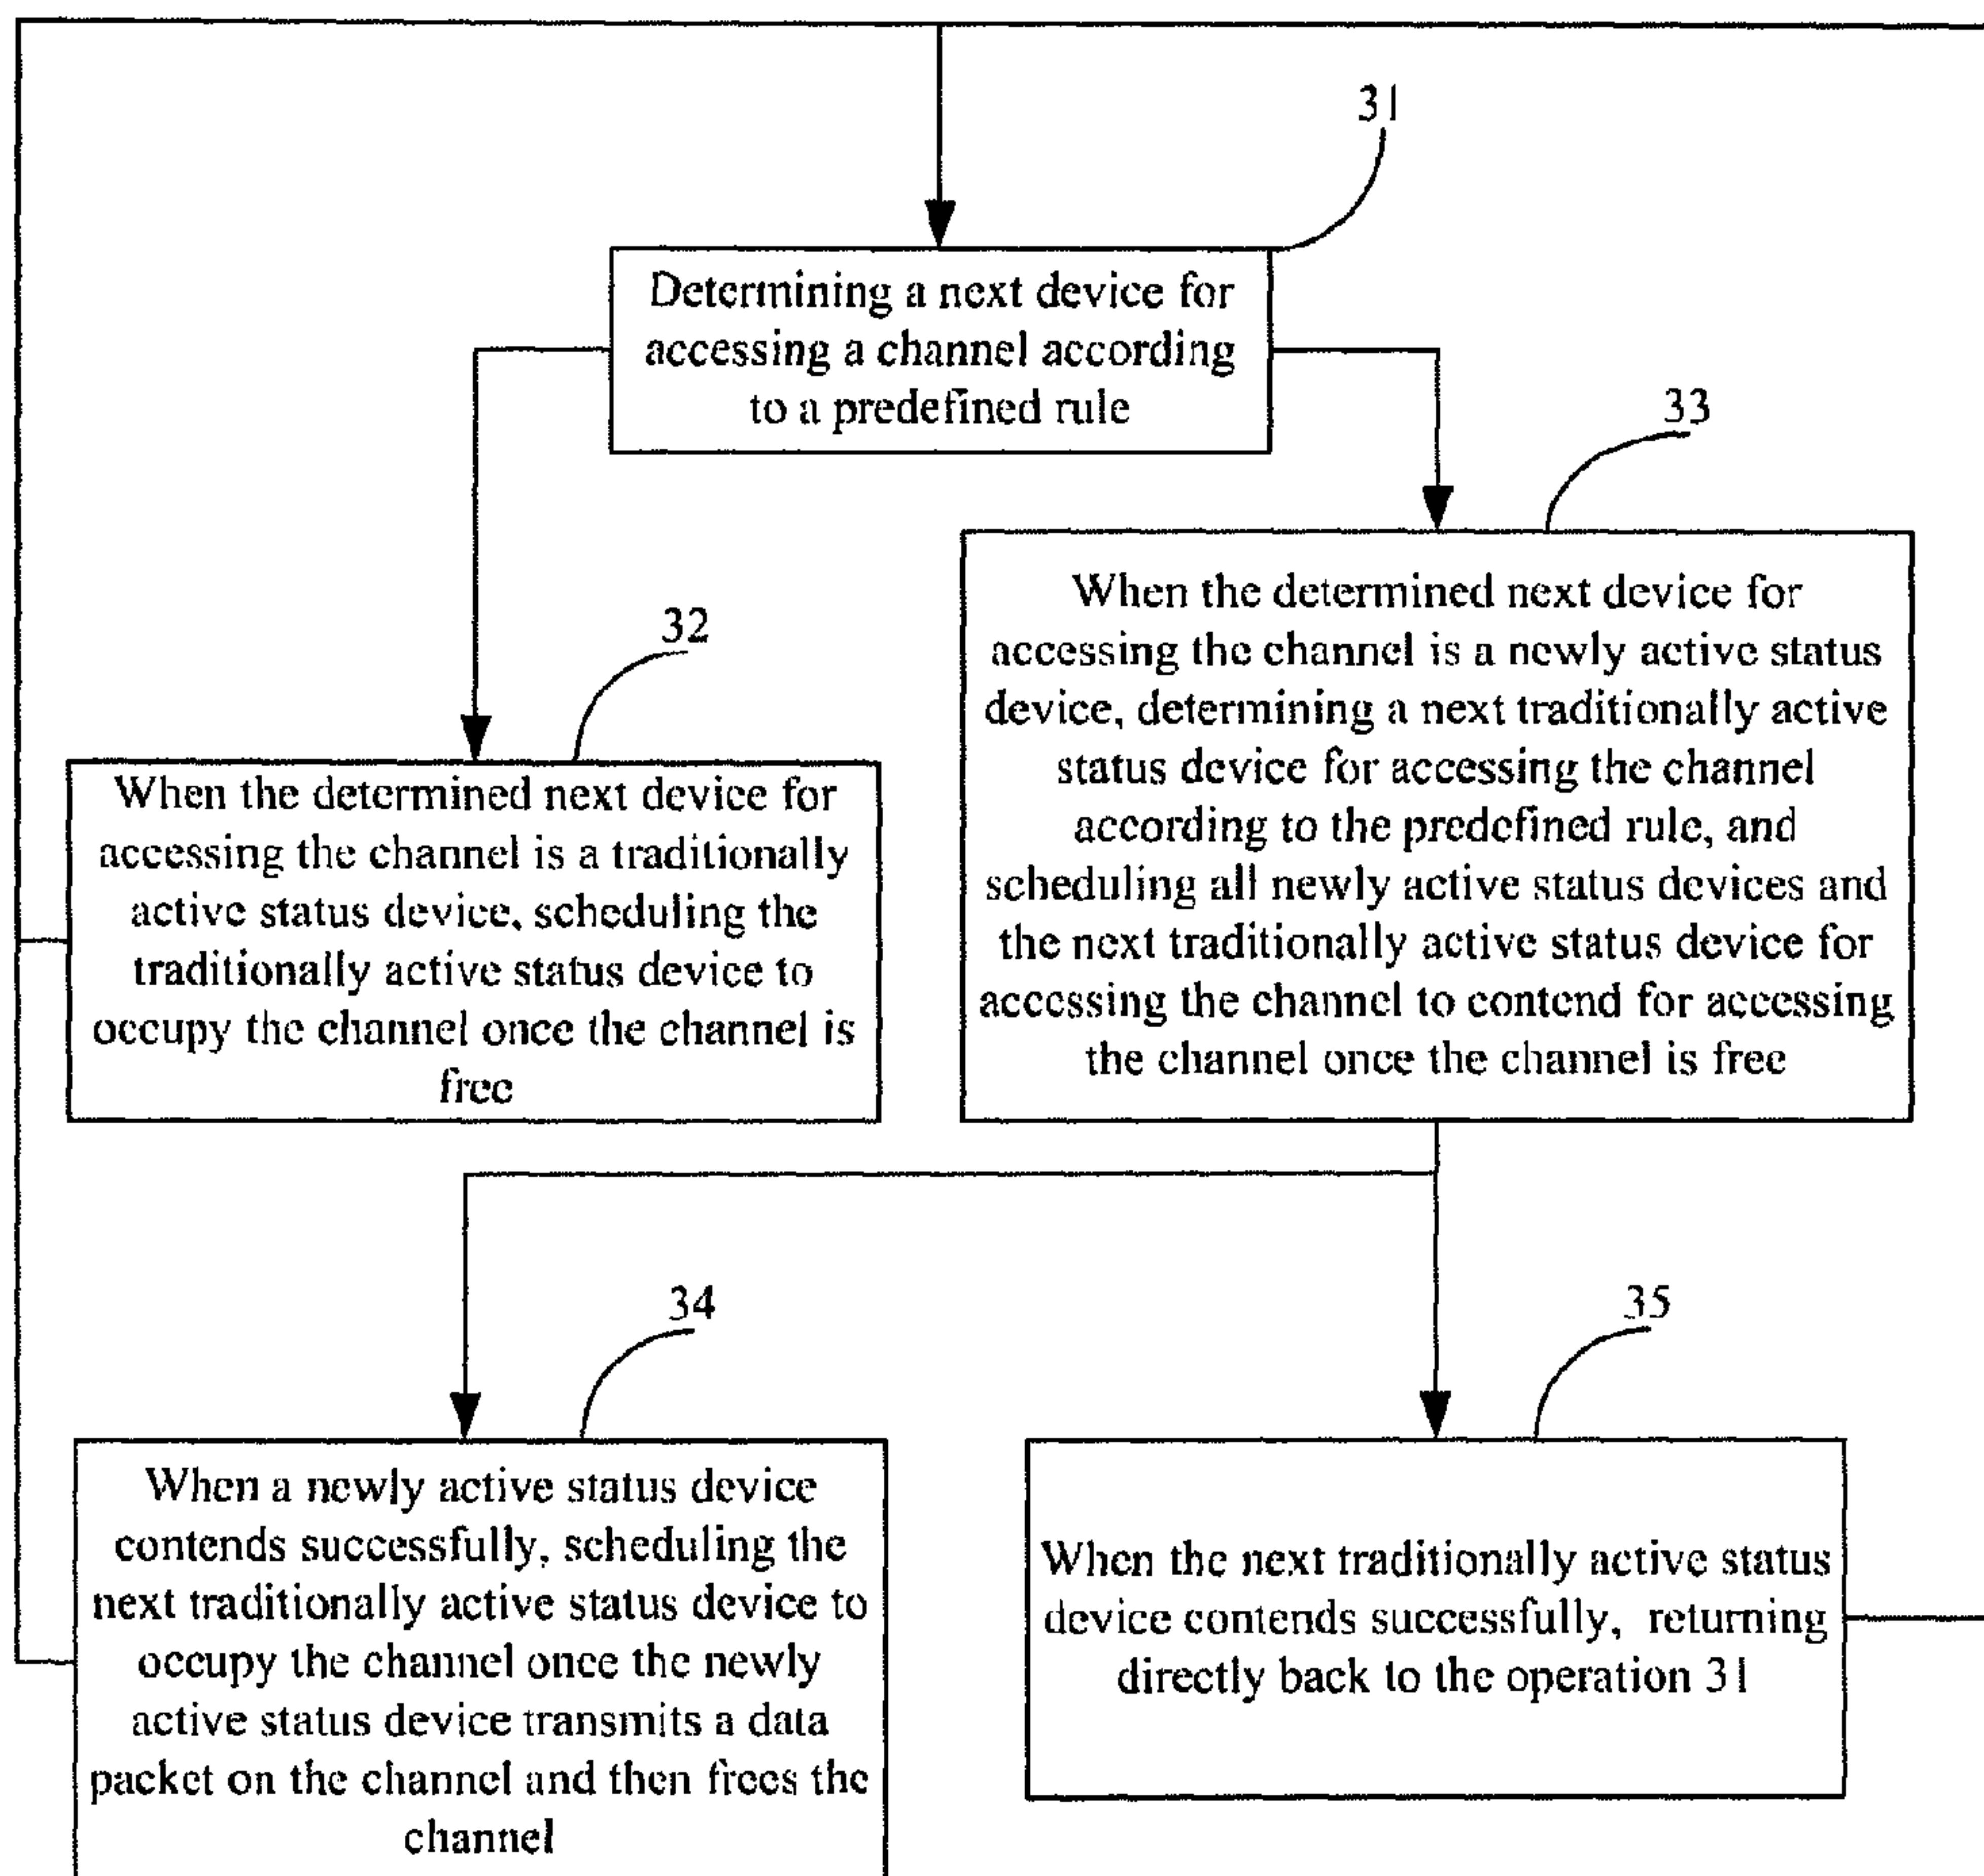 31
Determining a next device for
accessing a channel according
to a predefined rule
33
When the determined next device for
accessing the channel is a newly active status
device, determining a next traditionally active
status device for accessing the channel
according to the predefined rule, and
scheduling all newly active status devices and
the next traditionally active status device for
accessing the channel to contend for accessing
the channel once the channel is free
32
When the determined next device for
accessing the channel is a traditionally
active status device, scheduling the
traditionally active status device to
occupy the channel once the channel is
free
34
When a newly active status device
contends successfully, scheduling the
next traditionally active status device to
occupy the channel once the newly
active status device transmits a data
packet on the channel and then frees the
channel
35
When the next traditionally active status
device contends successfully, returning
directly back to the operation 31